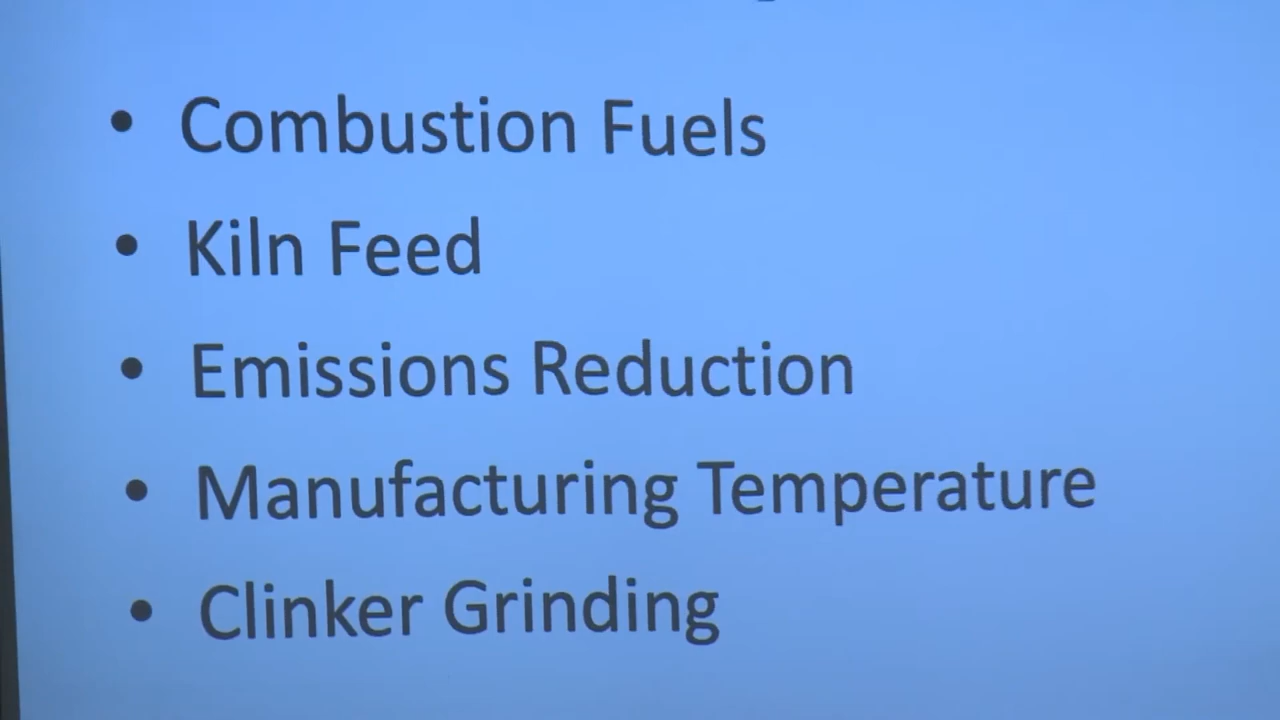 • Combustion Fuels
• Kiln Feed
• Emissions Reduction
• Manufacturing Temperature
• Clinker Grinding